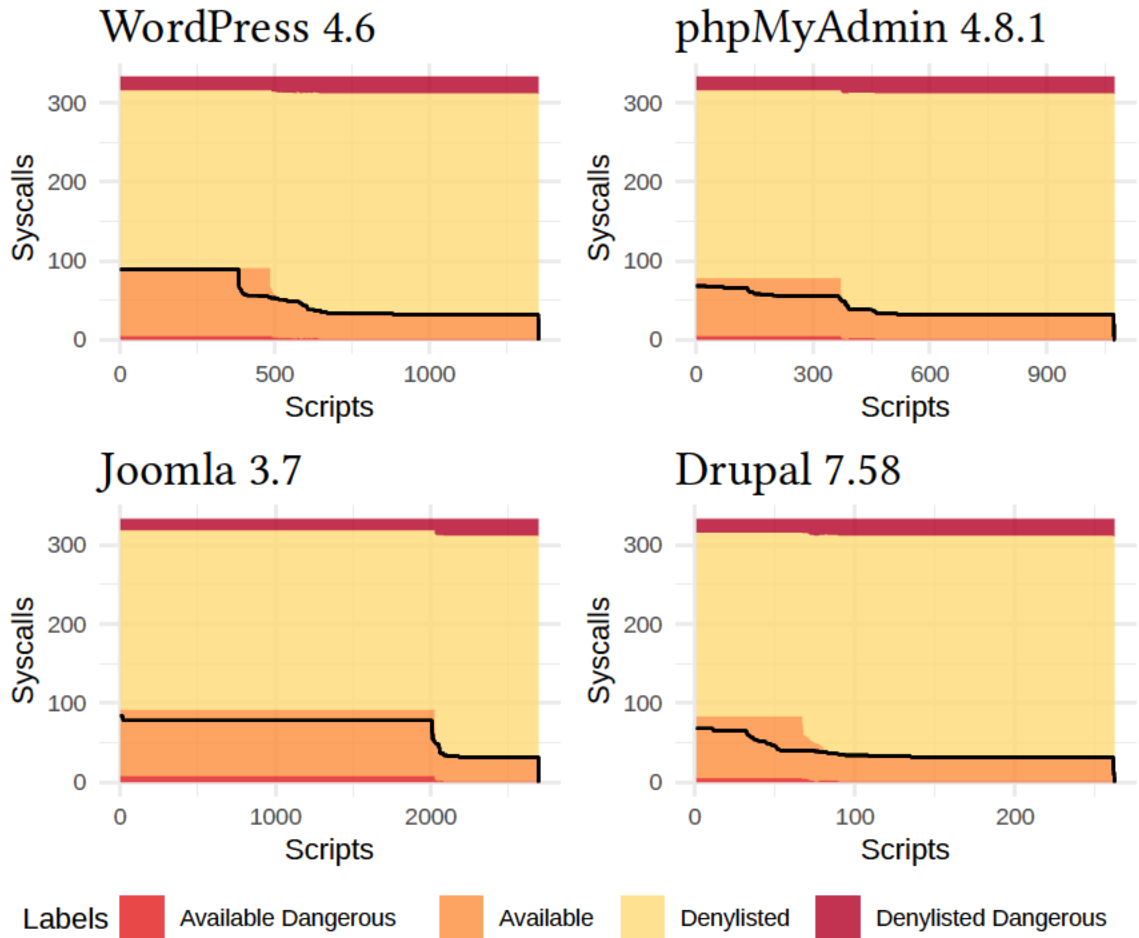 WordPress 4.6
phpMyAdmin 4.8.1
300
200
100
0
Syscalls
0 500 1000
Scripts
300
200
100
0
Syscalls
0 300 600 900
Scripts
Joomla 3.7
Drupal 7.58
300
200
100
0
Syscalls
0 1000 2000
Scripts
300
200
100
0
Syscalls
0 100 200
Scripts
Labels Available Dangerous Available Denylisted Denylisted Dangerous